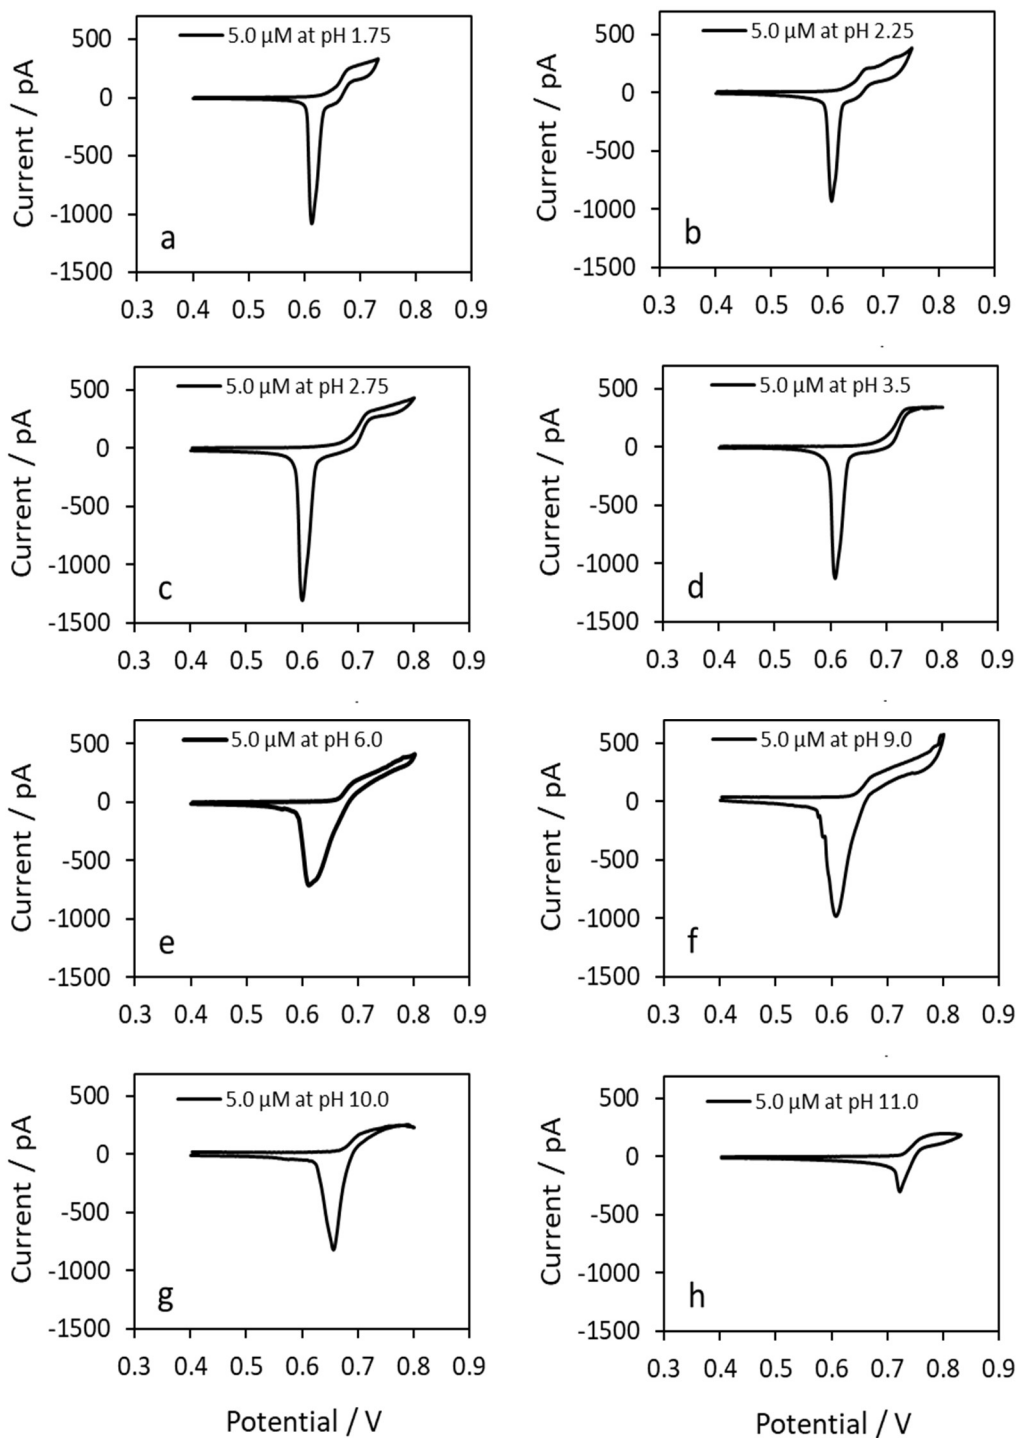 5.0 µM at pH 1.75
500
0
-500
-1000
-1500
Current / pA
a
0.3 0.4 0.5 0.6 0.7 0.8 0.9
5.0 µM at pH 2.25
500
0
-500
-1000
-1500
Current / pA
b
0.3 0.4 0.5 0.6 0.7 0.8 0.9
5.0 µM at pH 2.75
500
0
-500
-1000
-1500
Current / pA
c
0.3 0.4 0.5 0.6 0.7 0.8 0.9
5.0 µM at pH 3.5
500
0
-500
-1000
-1500
Current / pA
d
0.3 0.4 0.5 0.6 0.7 0.8 0.9
5.0 µM at pH 6.0
500
0
-500
-1000
-1500
Current / pA
e
0.3 0.4 0.5 0.6 0.7 0.8 0.9
5.0 µM at pH 9.0
500
0
-500
-1000
-1500
Current / pA
f
0.3 0.4 0.5 0.6 0.7 0.8 0.9
5.0 µM at pH 10.0
500
0
-500
-1000
-1500
Current / pA
g
0.3 0.4 0.5 0.6 0.7 0.8 0.9
Potential / V
5.0 µM at pH 11.0
500
0
-500
-1000
-1500
Current / pA
h
0.3 0.4 0.5 0.6 0.7 0.8 0.9
Potential / V